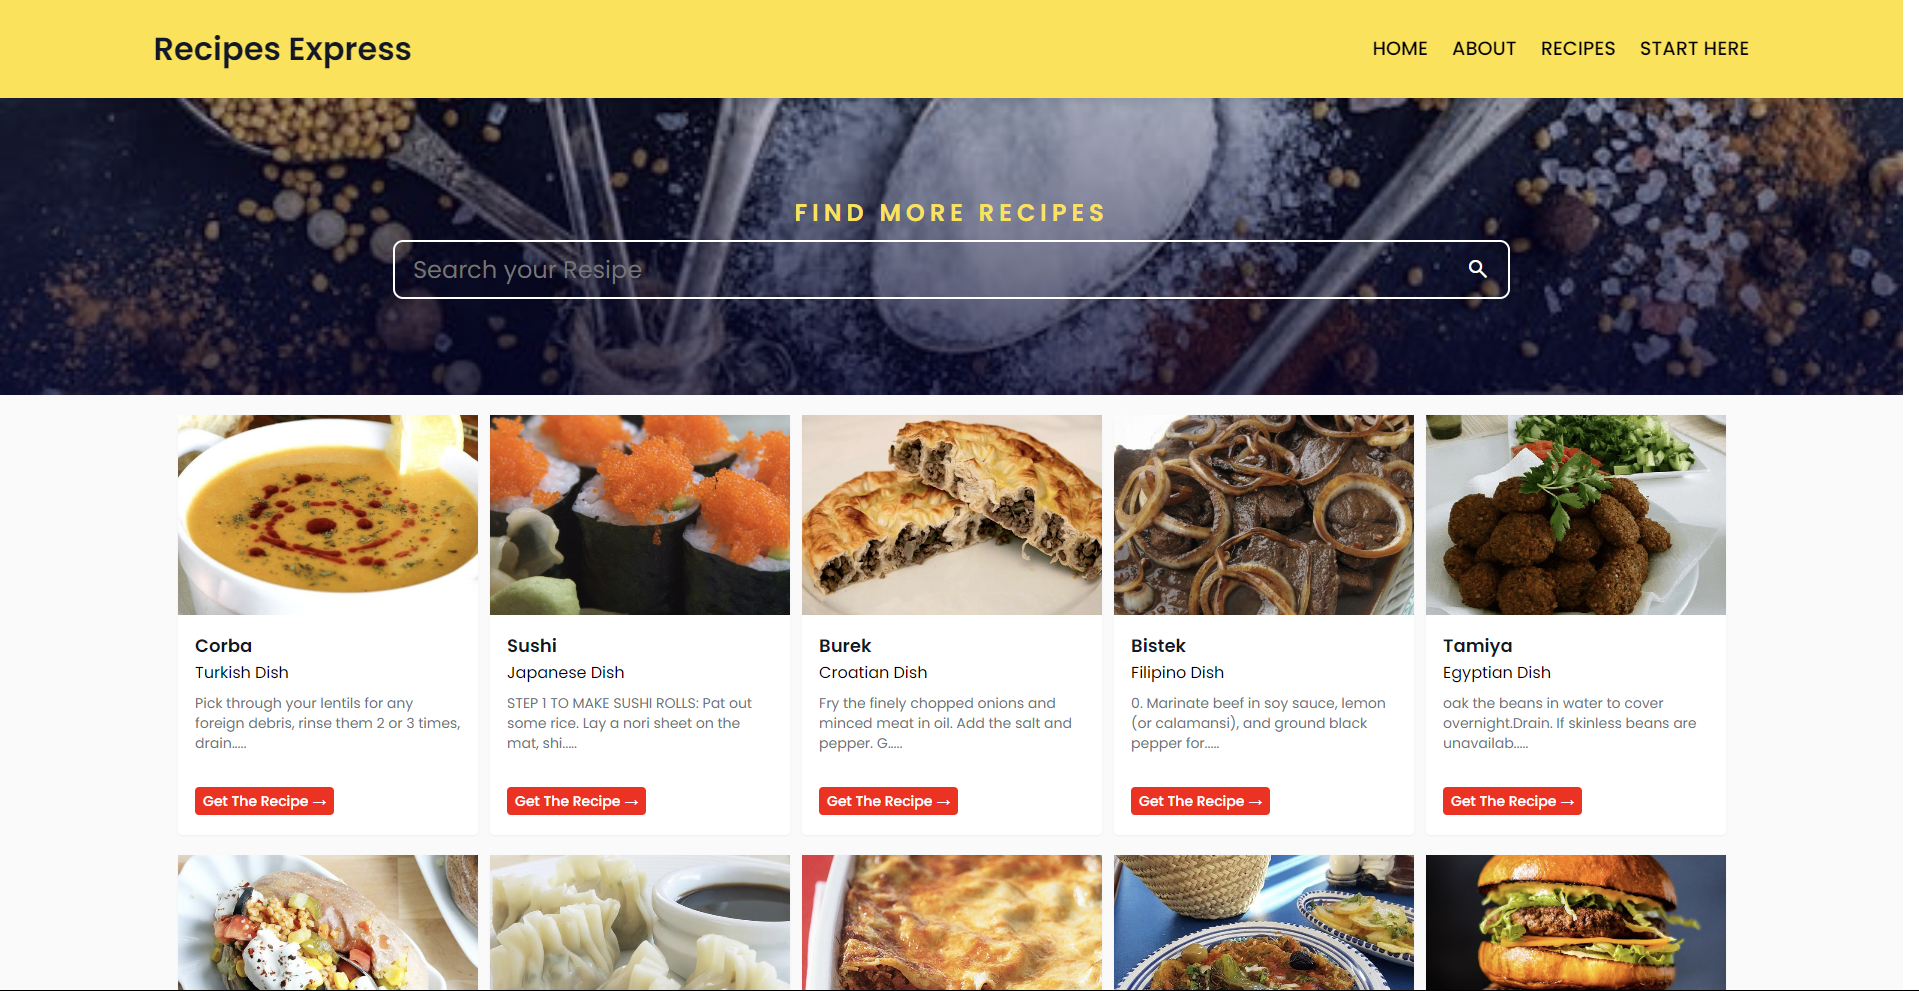 Recipes Express
HOME ABOUT RECIPES START HERE
FIND MORE RECIPES
Search your Resipe
Corba
Turkish Dish
Pick through your lentils for any
foreign debris, rinse them 2 or 3 times,
drain.....
Get The Recipe →
Sushi
Japanese Dish
STEP 1 TO MAKE SUSHI ROLLS: Pat out
some rice. Lay a nori sheet on the
mat, shi.....
Get The Recipe →
Burek
Croatian Dish
Fry the finely chopped onions and
minced meat in oil. Add the salt and
pepper. G.....
Get The Recipe →
Bistek
Filipino Dish
0. Marinate beef in soy sauce, lemon
(or calamansi), and ground black
pepper for.....
Get The Recipe →
Tamiya
Egyptian Dish
oak the beans in water to cover
overnight.Drain. If skinless beans are
unavailab.....
Get The Recipe →